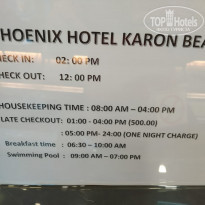 TOP HOTELS
HOENIX HOTEL KARON BEA
HECK IN: 02: 00 PM
HECK OUT: 12: 00 PM
HOUSEKEEPING TIME : 08:00 AM – 04:00 PM
LATE CHECKOUT: 01:00 - 04:00 PM (500.00)
: 05:00 PM- 24:00 (ONE NIGHT CHARGE)
Breakfast time : 06:30 – 10:00 AM
Swimming Pool : 09:00 AM – 07:00 PM